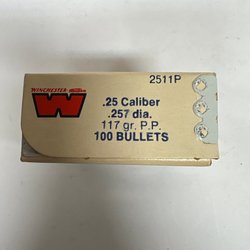 2511P
WINCHESTER
W
.25 Caliber
.257 dia.
117 gr. P.P.
100 BULLETS